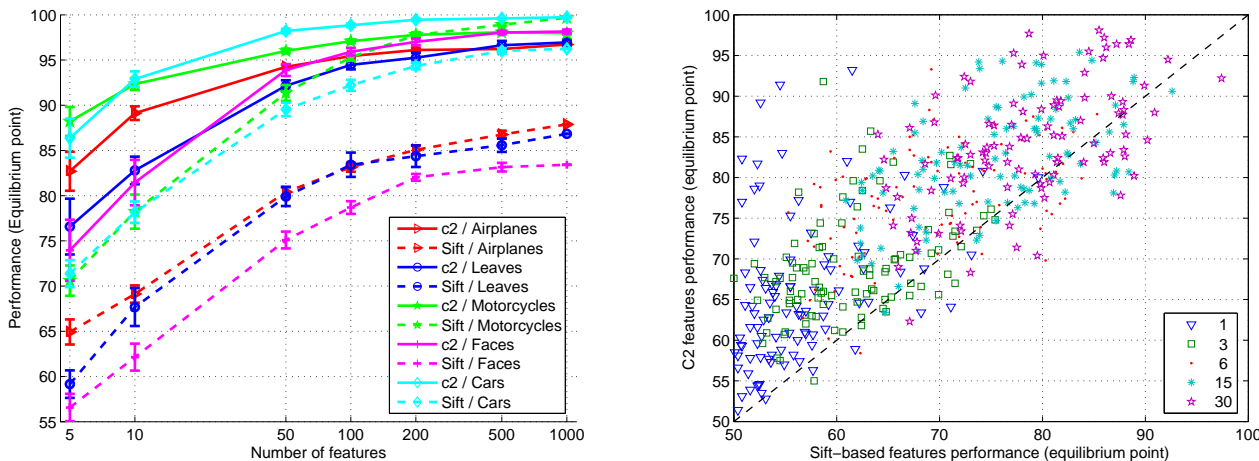 100
95
90
85
80
75
70
65
60
55
Performance (Equilibrium point)
5
10
50
100
200
500
1000
Number of features
c2 / Airplanes
Sift / Airplanes
c2 / Leaves
Sift / Leaves
c2 / Motorcycles
Sift / Motorcycles
c2 / Faces
Sift / Faces
c2 / Cars
Sift / Cars
100
95
90
85
80
75
70
65
60
55
50
C2 features performance (equilibrium point)
50
60
70
80
90
100
Sift-based features performance (equilibrium point)
1
3
6
15
30